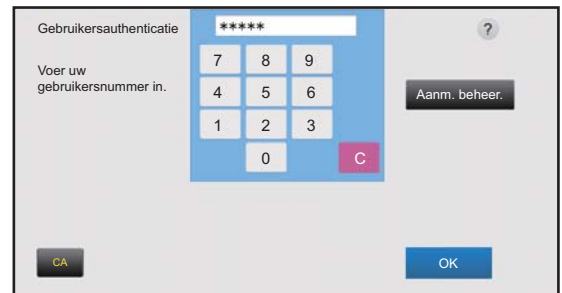 Gebruikersauthenticatie
*****
?
Voer uw
gebruikersnummer in.
7 8 9
4 5 6
Aanm. beheer.
1 2 3
0 C
CA
OK